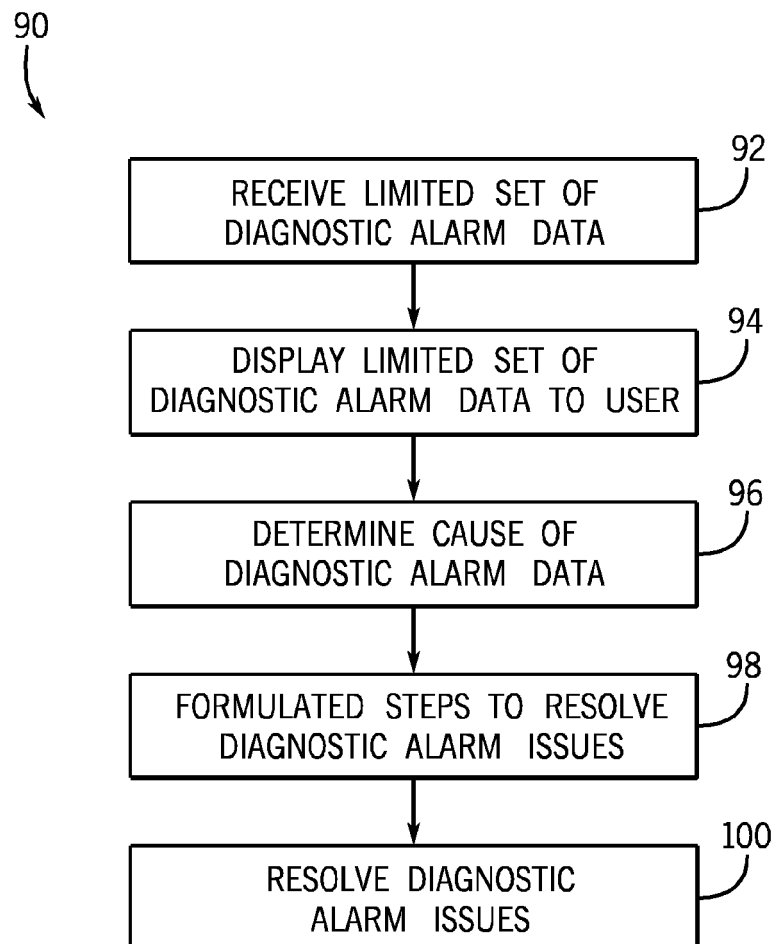 90
92
RECEIVE LIMITED SET OF
DIAGNOSTIC ALARM DATA
94
DISPLAY LIMITED SET OF
DIAGNOSTIC ALARM DATA TO USER
96
DETERMINE CAUSE OF
DIAGNOSTIC ALARM DATA
98
FORMULATED STEPS TO RESOLVE
DIAGNOSTIC ALARM ISSUES
100
RESOLVE DIAGNOSTIC
ALARM ISSUES